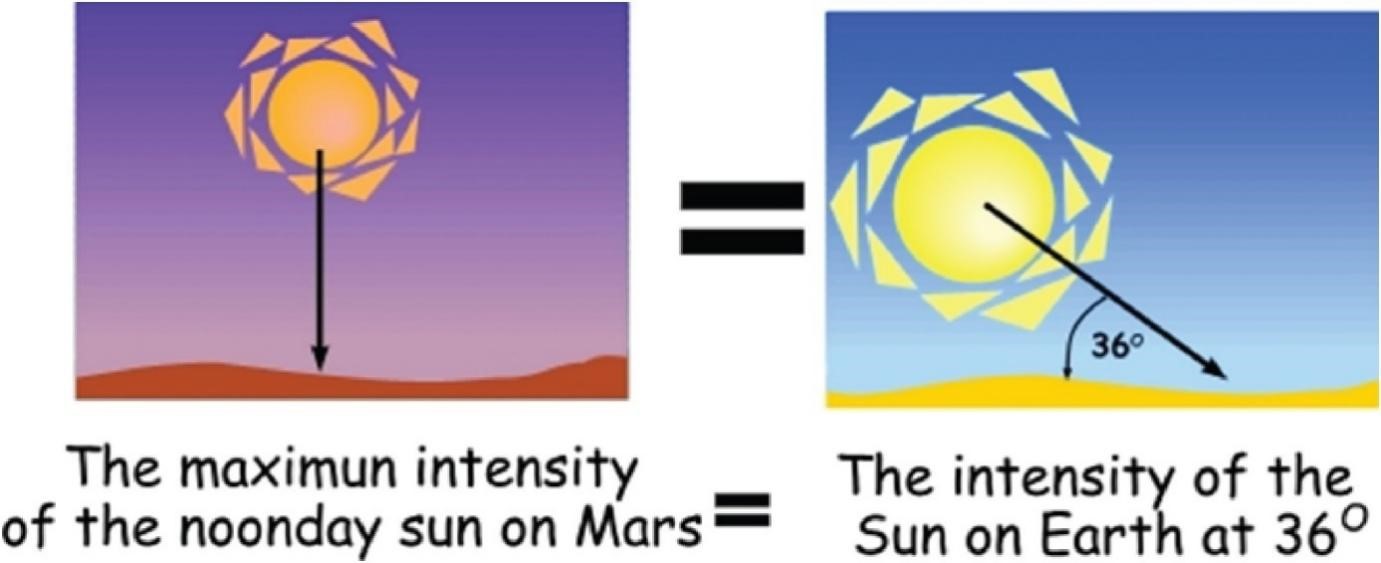 36°
The maximun intensity
of the noonday sun on Mars
=
The intensity of the
Sun on Earth at 36°